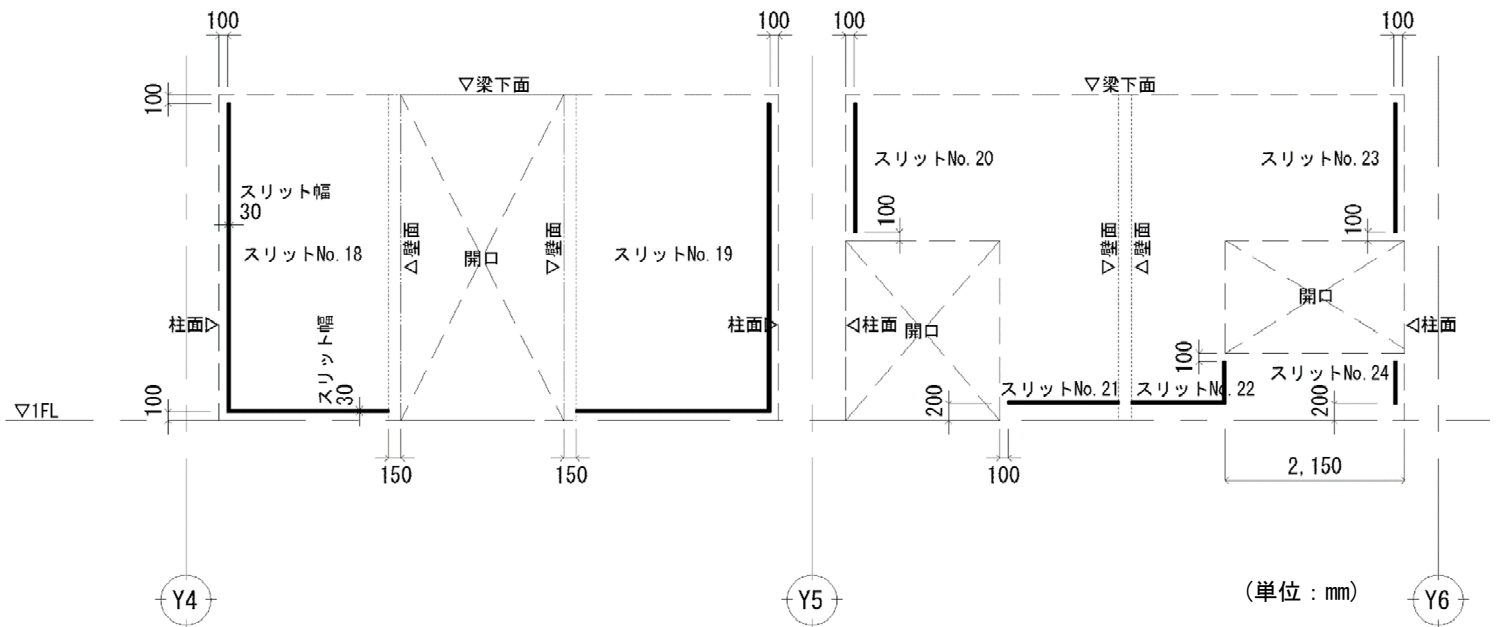 100
100
100
100
▽梁下面
▽梁下面
100
スリットNo.20
スリットNo.23
スリット幅
30
100
100
スリットNo.18
△壁面
開口
▽壁面
スリットNo.19
▽壁面
△壁面
開口
柱面▷
スリット幅
30
柱面▷
◁柱面
開口
◁柱面
100
スリットNo.24
スリットNo.21
スリットNo.22
▽1FL
100
200
200
150
150
100
2,150
Y4
Y5
(単位：mm)
Y6